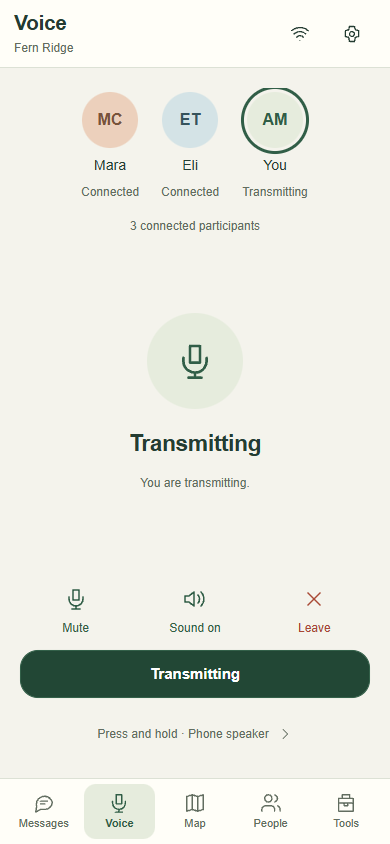 Voice
Fern Ridge
MC ET AM
Mara Eli You
Connected Connected Transmitting
3 connected participants
Transmitting
You are transmitting.
Mute Sound on Leave
Transmitting
Press and hold · Phone speaker
Messages Voice Map People Tools